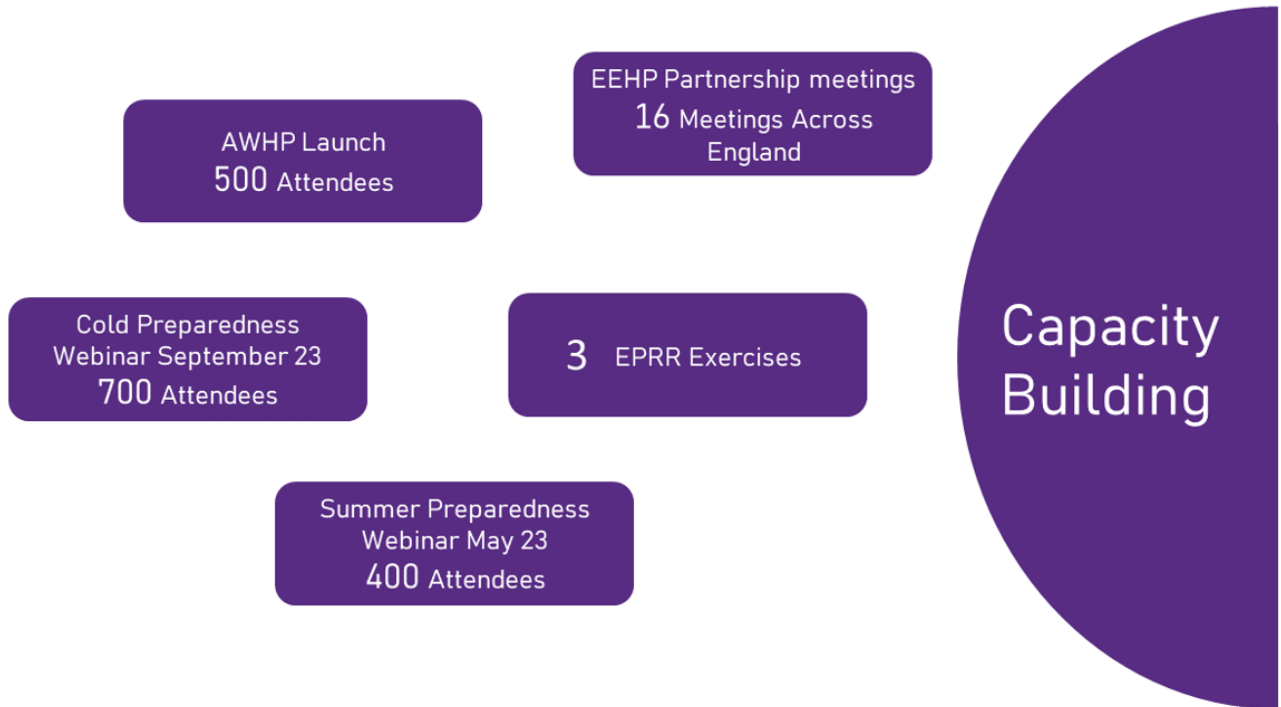 EEHP Partnership meetings
16 Meetings Across
England
AWHP Launch
500 Attendees
Cold Preparedness
Webinar September 23
700 Attendees
3 EPRR Exercises
Summer Preparedness
Webinar May 23
400 Attendees
Capacity
Building